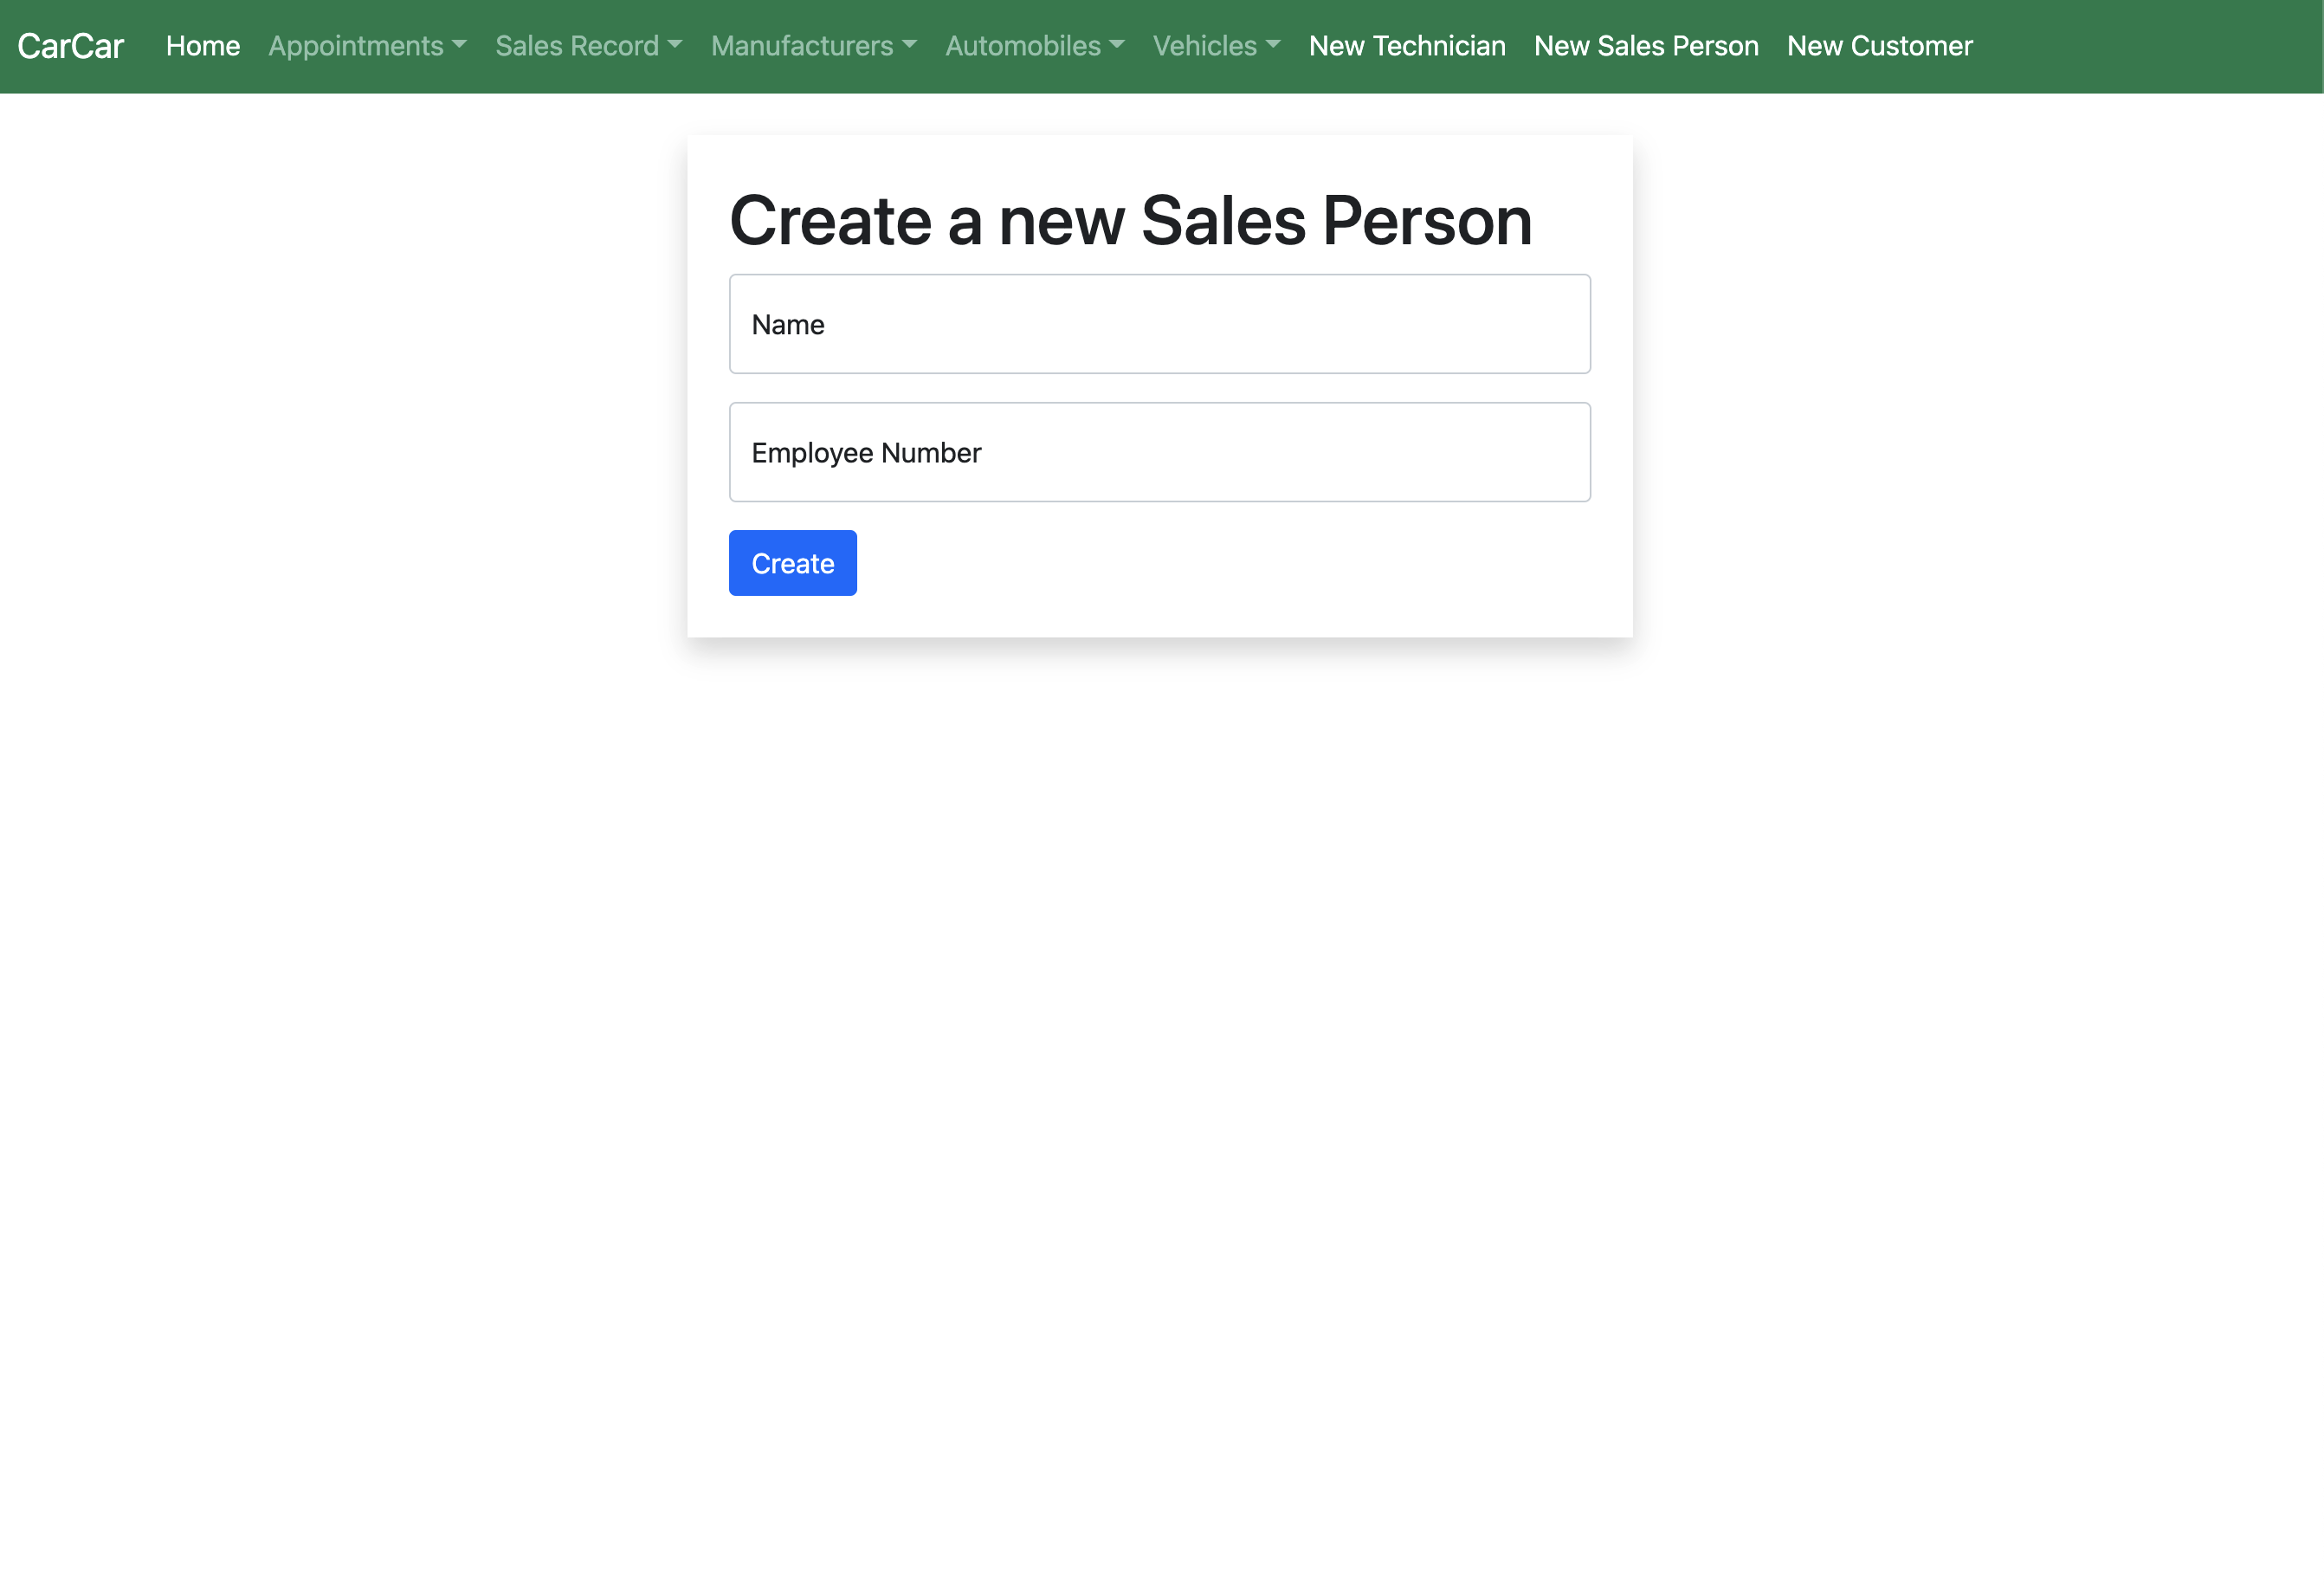 CarCar Home Appointments Sales Record Manufacturers Automobiles Vehicles New Technician New Sales Person New Customer
Create a new Sales Person
Name
Employee Number
Create